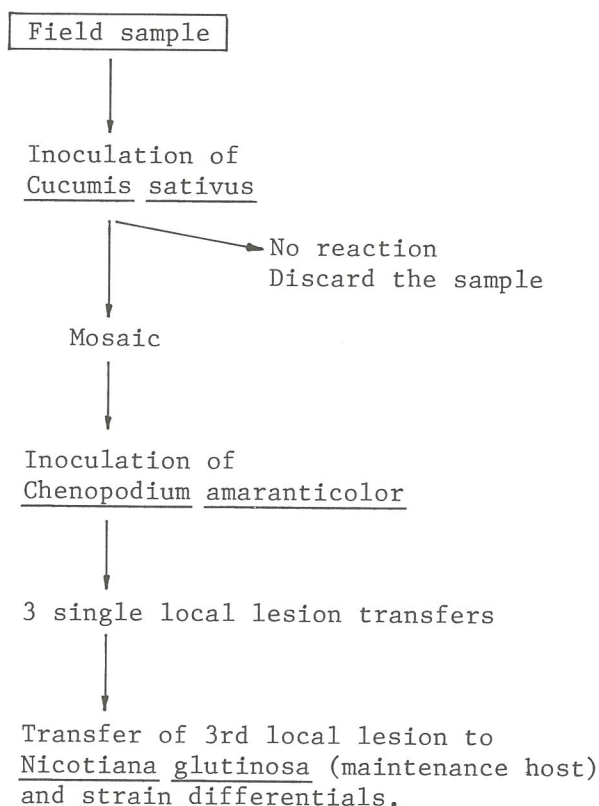 Field sample
Inoculation of
Cucumis sativus
No reaction
Discard the sample
Mosaic
Inoculation of
Chenopodium amaranticolor
3 single local lesion transfers
Transfer of 3rd local lesion to
Nicotiana glutinosa (maintenance host)
and strain differentials.